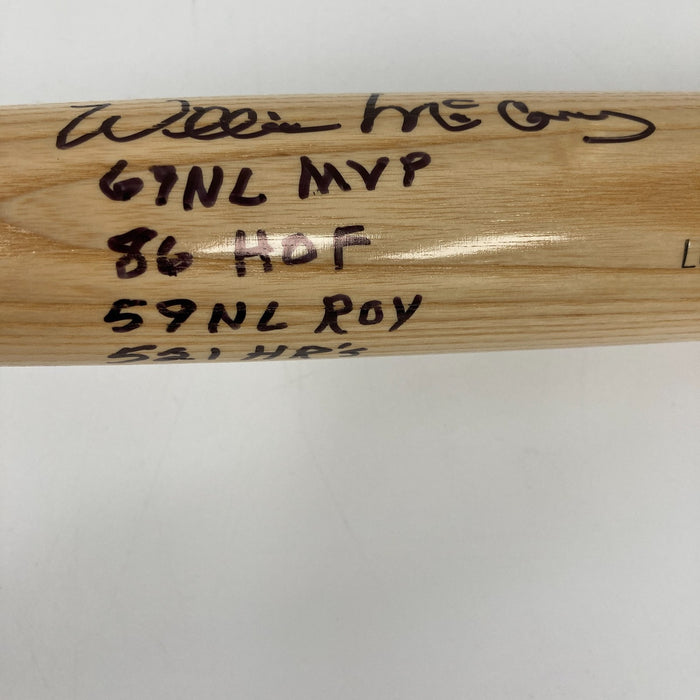 Willie McCovey
69 NL MVP
86 HOF
59 NL ROY
521 HR's
L